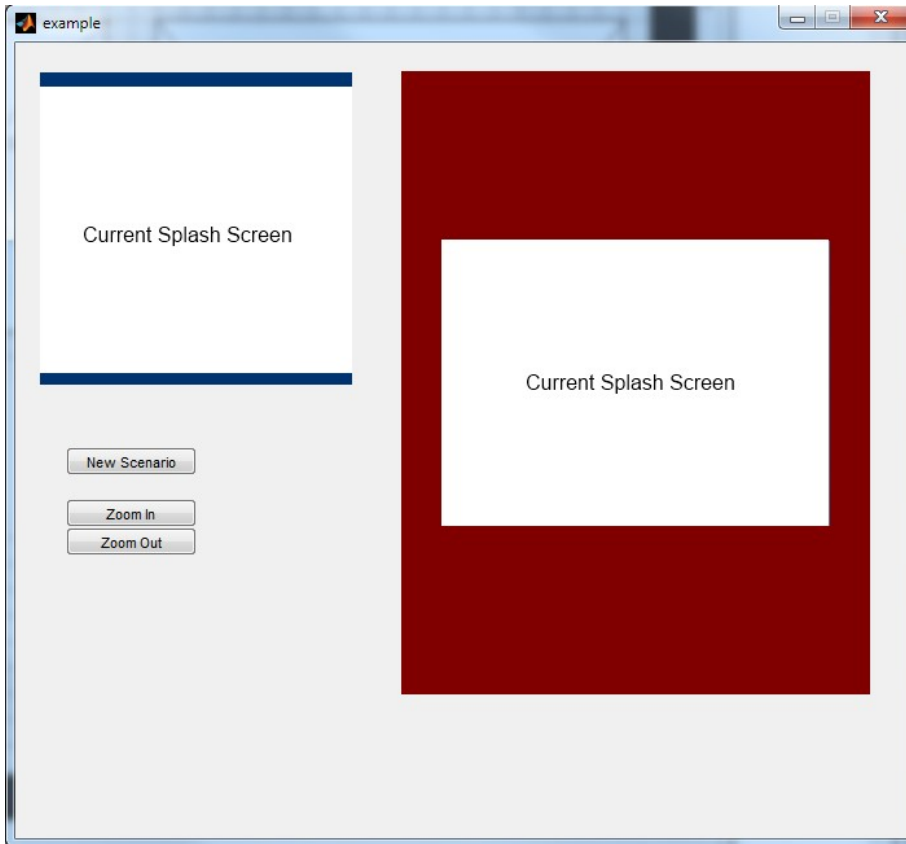 example
Current Splash Screen
Current Splash Screen
New Scenario
Zoom In
Zoom Out